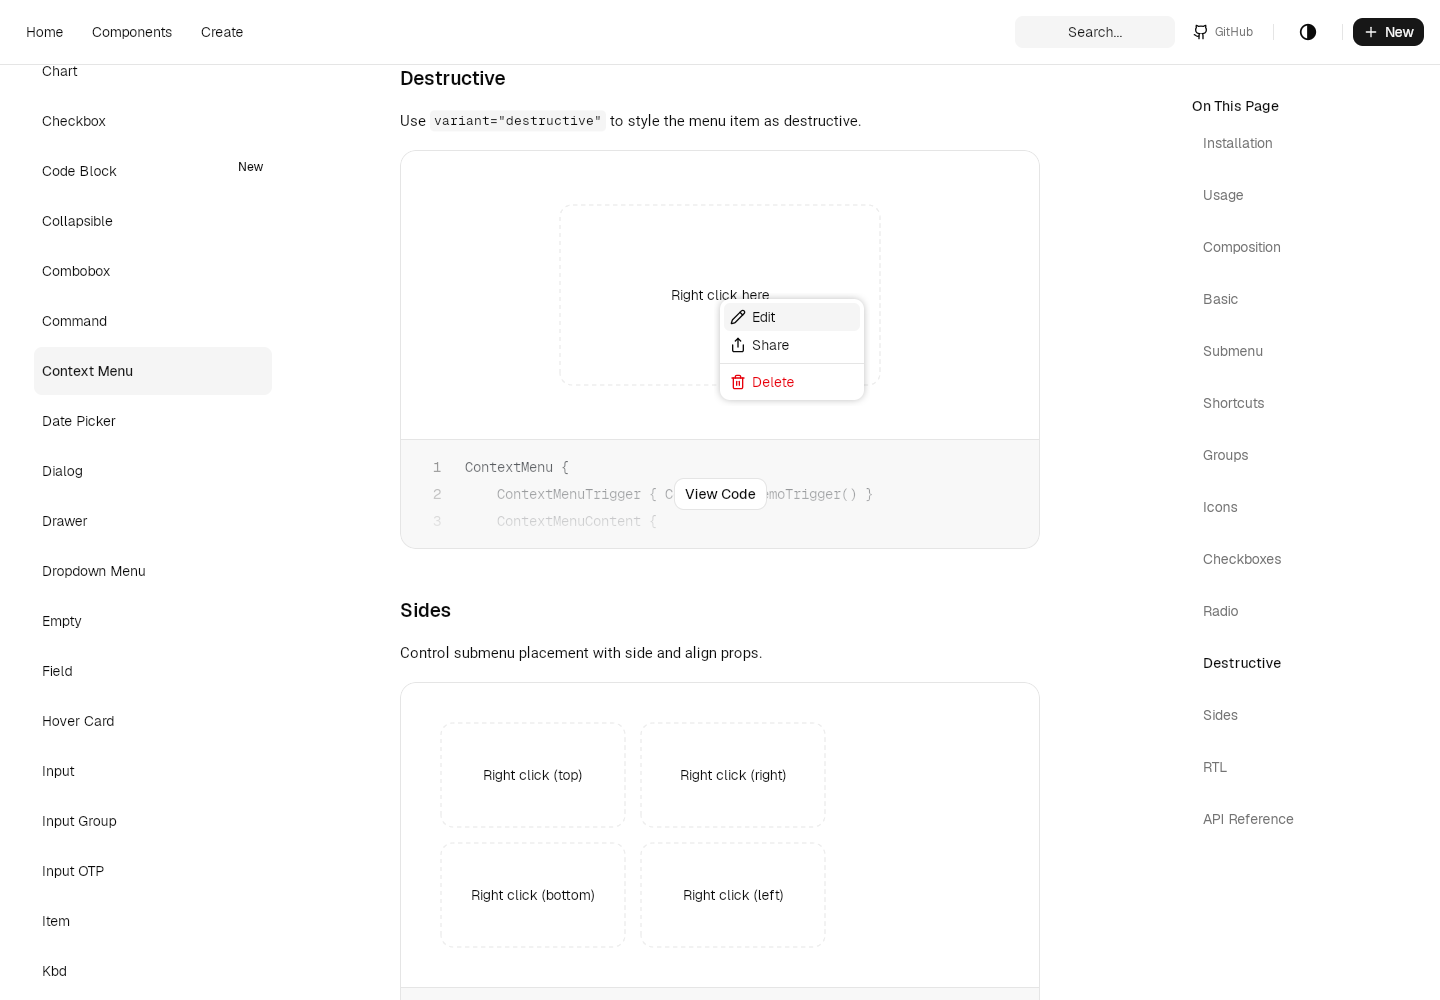 Home
Components
Create
Search...
GitHub
New
Chart
Checkbox
Code Block
New
Collapsible
Combobox
Command
Context Menu
Date Picker
Dialog
Drawer
Dropdown Menu
Empty
Field
Hover Card
Input
Input Group
Input OTP
Item
Kbd
Destructive
Use variant="destructive" to style the menu item as destructive.
Right click here
Edit
Share
Delete
1 ContextMenu {
2 ContextMenuTrigger { C
View Code
emoTrigger() }
3 ContextMenuContent {
Sides
Control submenu placement with side and align props.
Right click (top)
Right click (right)
Right click (bottom)
Right click (left)
On This Page
Installation
Usage
Composition
Basic
Submenu
Shortcuts
Groups
Icons
Checkboxes
Radio
Destructive
Sides
RTL
API Reference